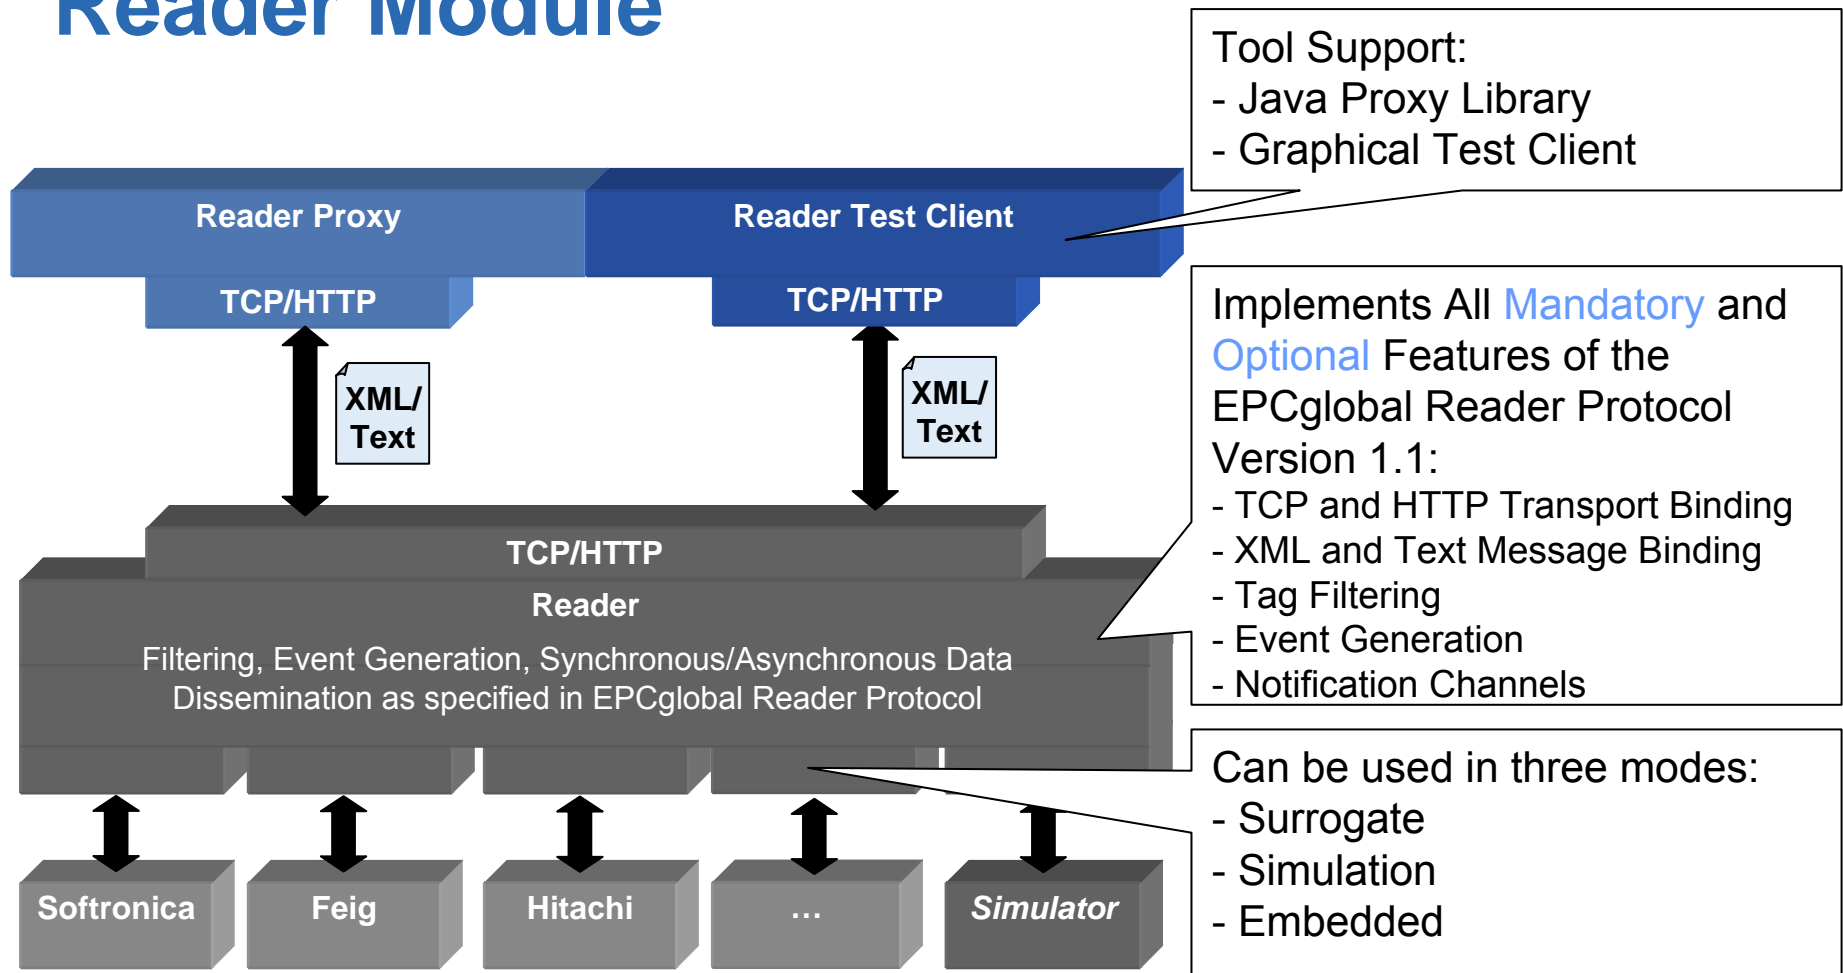 Reader Module
Tool Support:
- Java Proxy Library
- Graphical Test Client
Reader Proxy
Reader Test Client
TCP/HTTP
TCP/HTTP
XML/
Text
XML/
Text
Implements All Mandatory and
Optional Features of the
EPCglobal Reader Protocol
Version 1.1:
- TCP and HTTP Transport Binding
- XML and Text Message Binding
- Tag Filtering
- Event Generation
- Notification Channels
TCP/HTTP
Reader
Filtering, Event Generation, Synchronous/Asynchronous Data
Dissemination as specified in EPCglobal Reader Protocol
Can be used in three modes:
- Surrogate
- Simulation
- Embedded
Softronica
Feig
Hitachi
…
Simulator